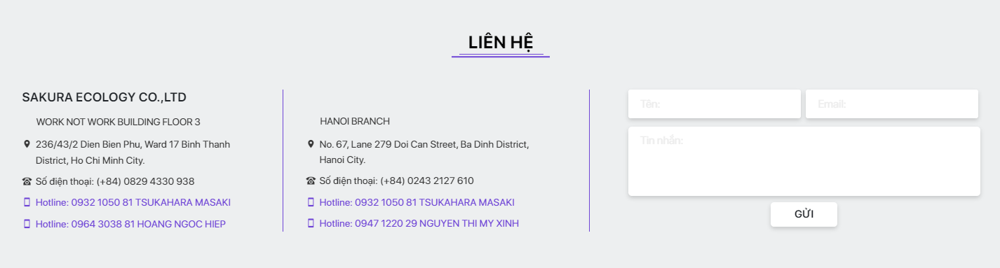 LIÊN HỆ
SAKURA ECOLOGY CO.,LTD
WORK NOT WORK BUILDING FLOOR 3
236/43/2 Dien Bien Phu, Ward 17 Binh Thanh
District, Ho Chi Minh City.
Số điện thoại: (+84) 0829 4330 938
Hotline: 0932 1050 81 TSUKAHARA MASAKI
Hotline: 0964 3038 81 HOANG NGOC HIEP
HANOI BRANCH
No. 67, Lane 279 Doi Can Street, Ba Dinh District,
Hanoi City.
Số điện thoại: (+84) 0243 2127 610
Hotline: 0932 1050 81 TSUKAHARA MASAKI
Hotline: 0947 1220 29 NGUYEN THI MY XINH
Tên:
Email:
Tin nhắn:
GỬI